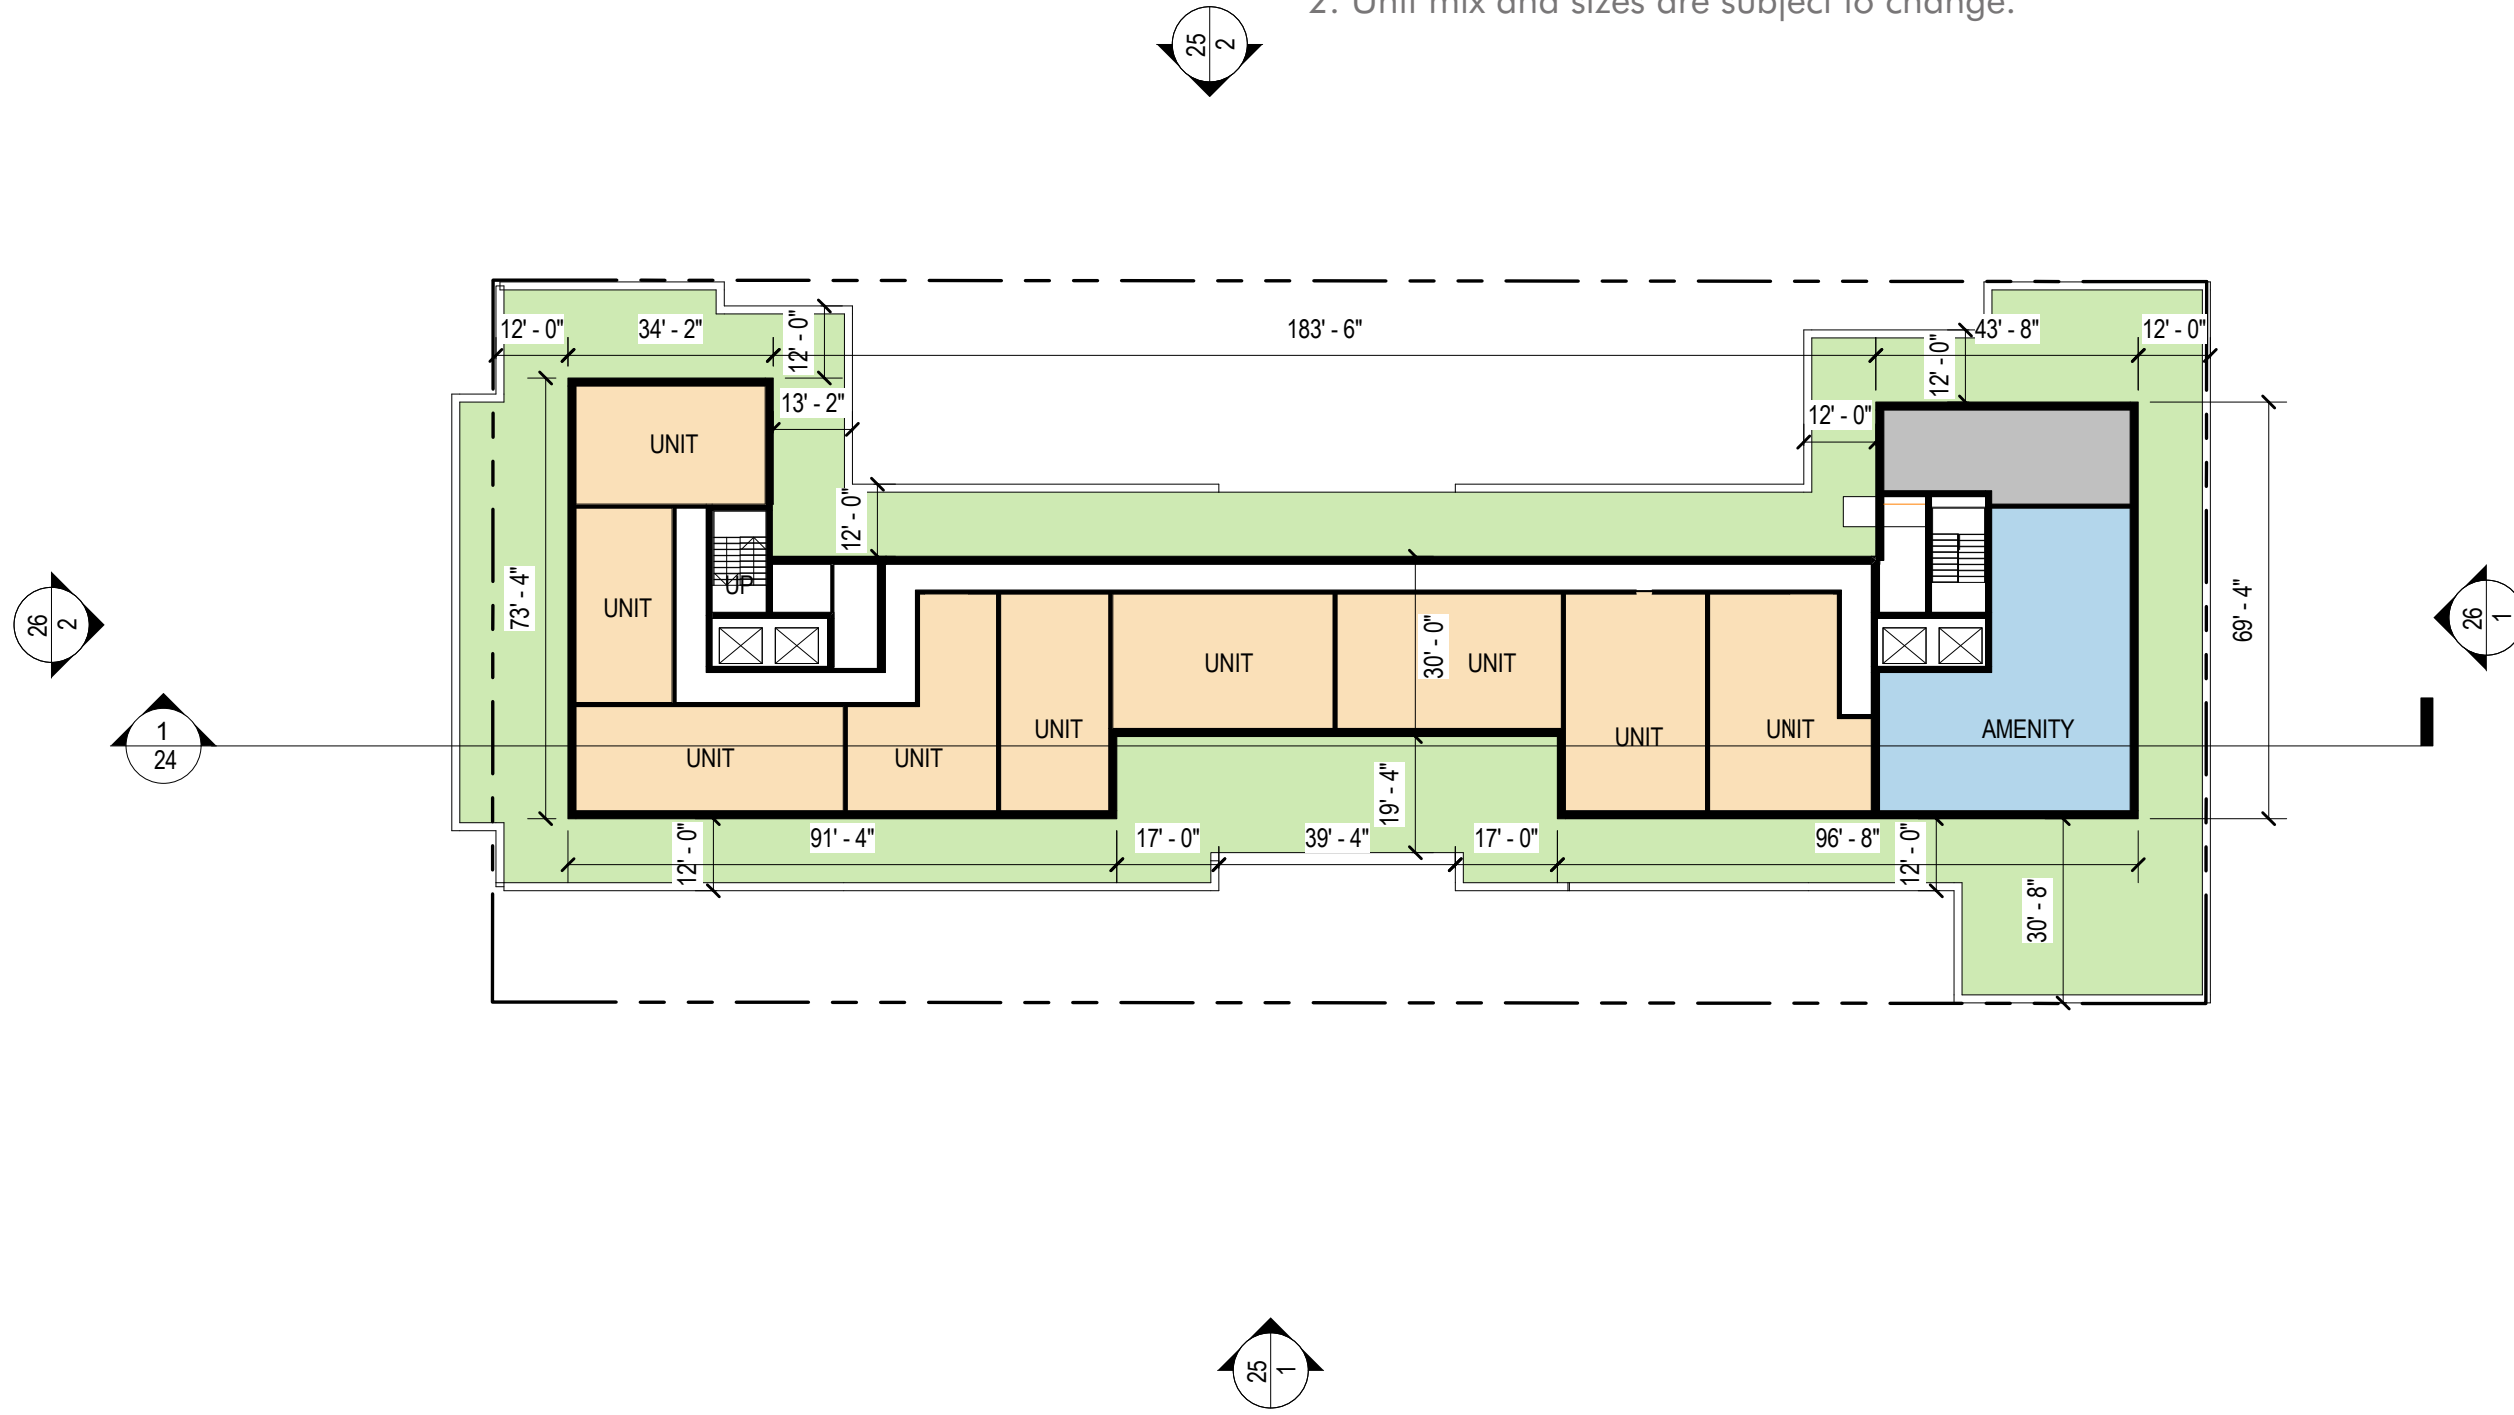 2. Unit mix and sizes are subject to change.
25
2
12' - 0"
34' - 2"
12' - 0"
183' - 6"
12' - 0"
43' - 8"
12' - 0"
13' - 2"
12' - 0"
UNIT
12' - 0"
73' - 4"
UNIT
UP
69' - 4"
26
2
26
1
30' - 0"
UNIT
UNIT
UNIT
UNIT
UNIT
AMENITY
1
24
UNIT
UNIT
19' - 4"
12' - 0"
91' - 4"
17' - 0"
39' - 4"
17' - 0"
96' - 8"
12' - 0"
30' - 8"
25
1